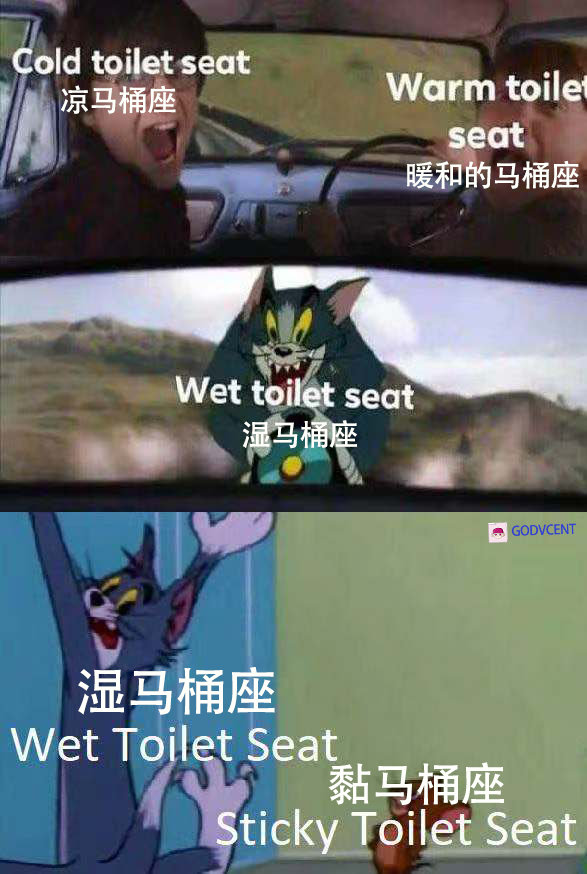 Cold toilet seat
凉马桶座
Warm toilet
seat
暖和的马桶座
Wet toilet seat
湿马桶座
GODVCENT
湿马桶座
Wet Toilet Seat
黏马桶座
Sticky Toilet Seat